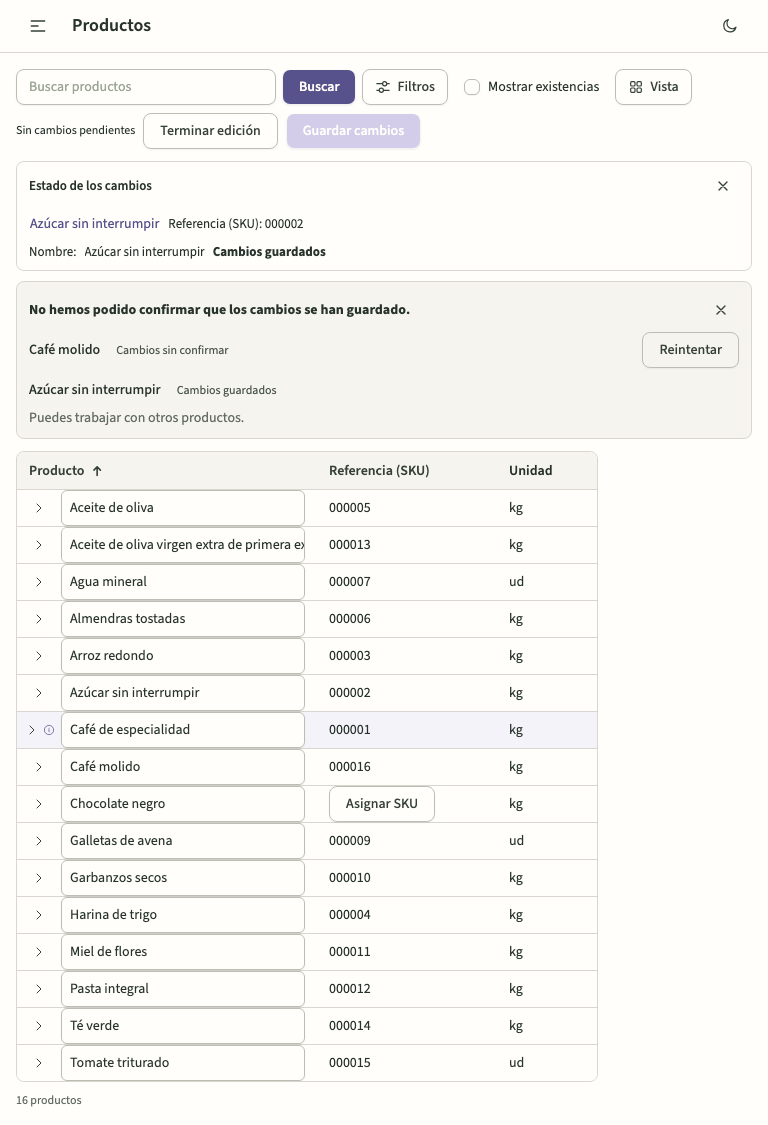 Productos
Buscar productos
Buscar
Filtros
Mostrar existencias
Vista
Sin cambios pendientes
Terminar edición
Guardar cambios
Estado de los cambios
Azúcar sin interrumpir Referencia (SKU): 000002
Nombre: Azúcar sin interrumpir Cambios guardados
No hemos podido confirmar que los cambios se han guardado.
Café molido Cambios sin confirmar
Reintentar
Azúcar sin interrumpir Cambios guardados
Puedes trabajar con otros productos.
Producto Referencia (SKU) Unidad
Aceite de oliva 000005 kg
Aceite de oliva virgen extra de primera ex 000013 kg
Agua mineral 000007 ud
Almendras tostadas 000006 kg
Arroz redondo 000003 kg
Azúcar sin interrumpir 000002 kg
Café de especialidad 000001 kg
Café molido 000016 kg
Chocolate negro Asignar SKU kg
Galletas de avena 000009 ud
Garbanzos secos 000010 kg
Harina de trigo 000004 kg
Miel de flores 000011 kg
Pasta integral 000012 kg
Té verde 000014 kg
Tomate triturado 000015 ud
16 productos